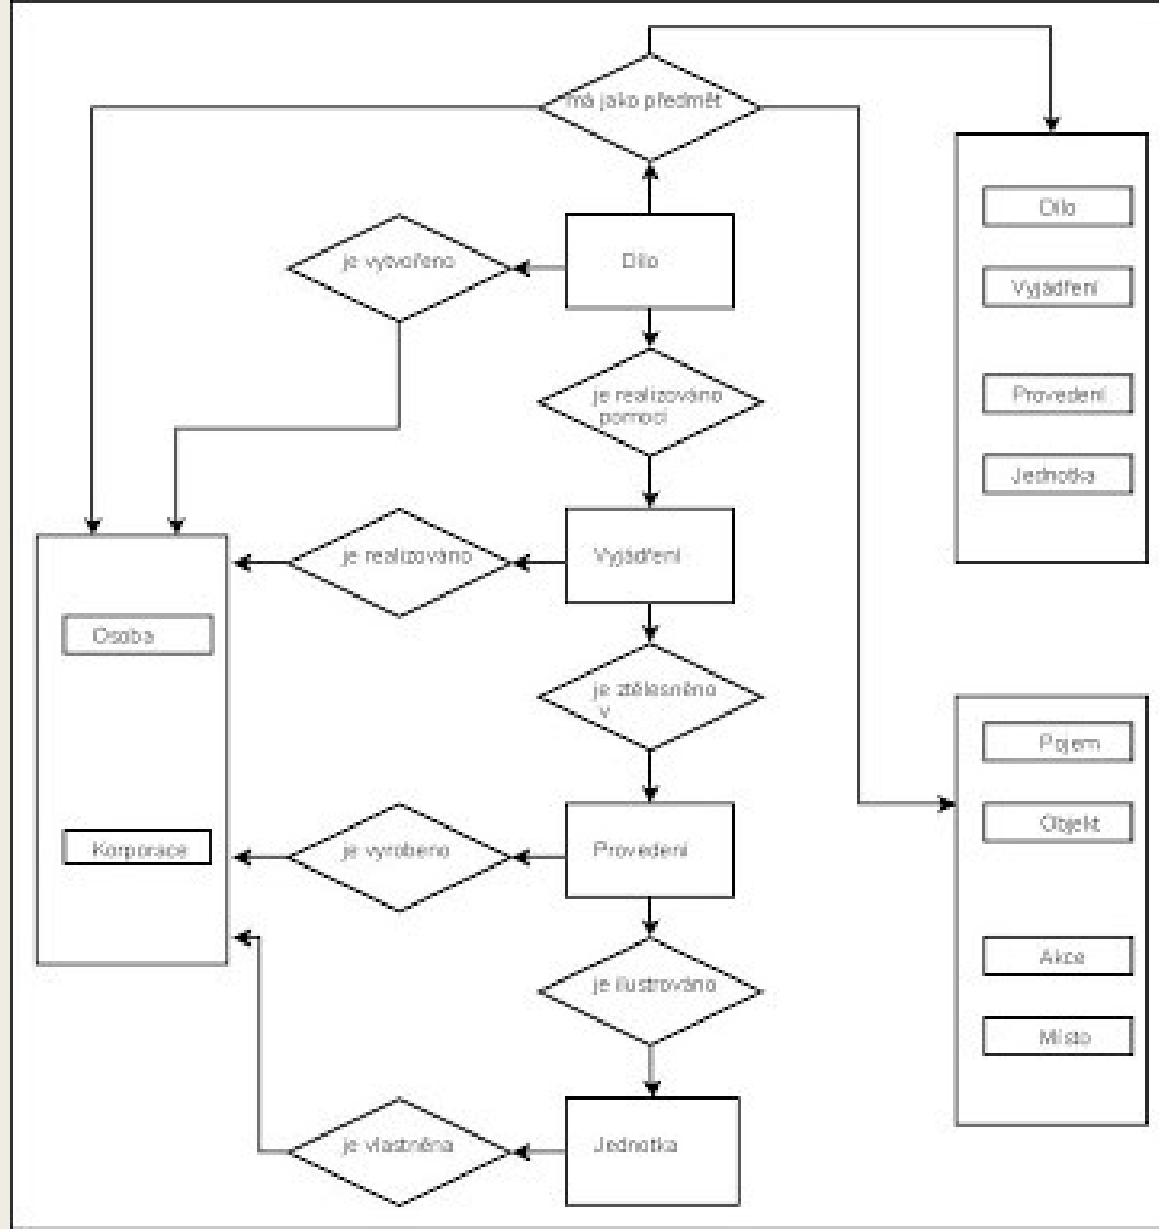 má jako předmět
Dílo
je vytvořeno
Dílo
Vyjádření
je realizováno
pomocí
Provedení
Jednotka
je realizováno
Vyjádření
Osoba
je ztělesněno
v
Pojem
Objekt
Korporace
je vyrobeno
Provedení
Akce
je ilustrováno
Místo
je vlastněna
Jednotka